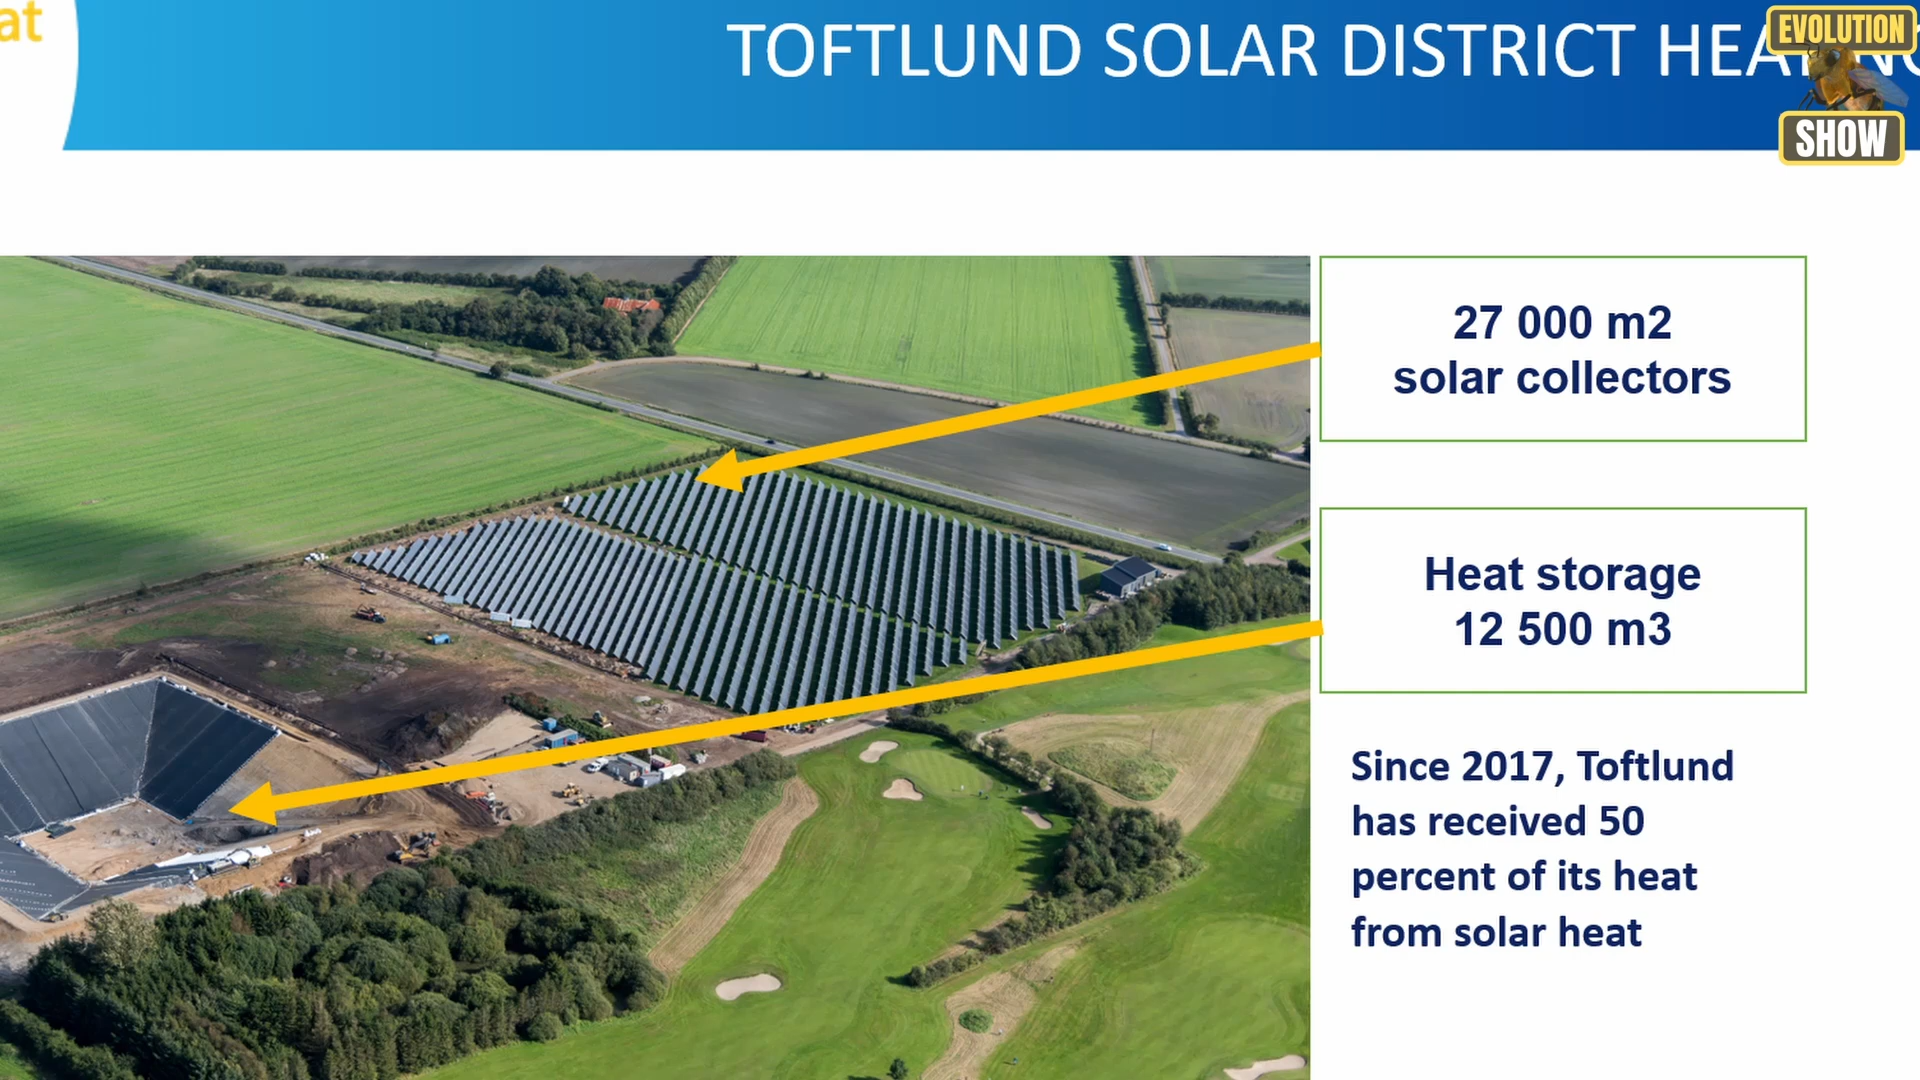 at
TOFTLUND SOLAR DISTRICT HEATING
EVOLUTION
SHOW
27 000 m2
solar collectors
Heat storage
12 500 m3
Since 2017, Toftlund
has received 50
percent of its heat
from solar heat